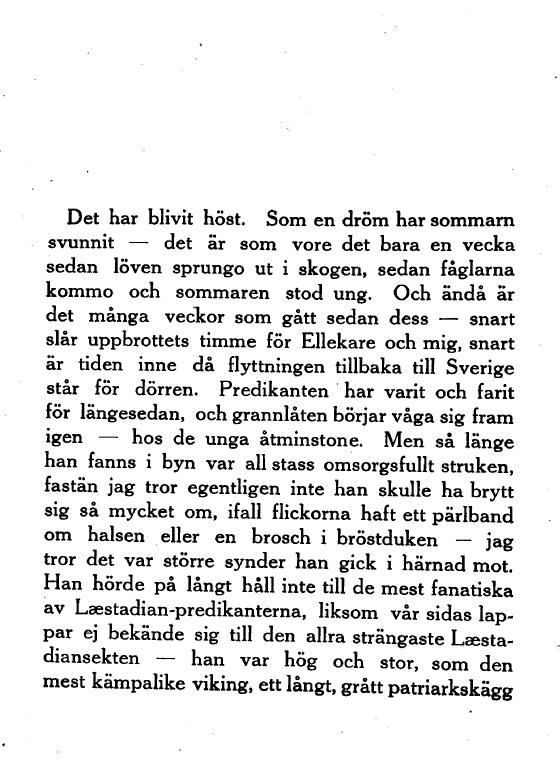 Det har blivit höst. Som en dröm har sommarn
svunnit — det är som vore det bara en vecka
sedan löven sprungo ut i skogen, sedan fåglarna
kommo och sommaren stod ung. Och ändå är
det många veckor som gått sedan dess — snart
slår uppbrottets timme för Ellekare och mig, snart
är tiden inne då flyttningen tillbaka till Sverige
står för dörren. Predikanten har varit och farit
för längesedan, och grannlåten börjar våga sig fram
igen — hos de unga åtminstone. Men så länge
han fanns i byn var all stass omsorgsfullt struken,
fastän jag tror egentligen inte han skulle ha brytt
sig så mycket om, ifall flickorna haft ett pärlband
om halsen eller en brosch i bröstduken — jag
tror det var större synder han gick i härnad mot.
Han hörde på långt håll inte till de mest fanatiska
av Læstadian-predikanterna, liksom vår sidas lap-
par ej bekände sig till den allra strängaste Læsta-
diansekten — han var hög och stor, som den
mest kämpalike viking, ett långt, grått patriarkskägg